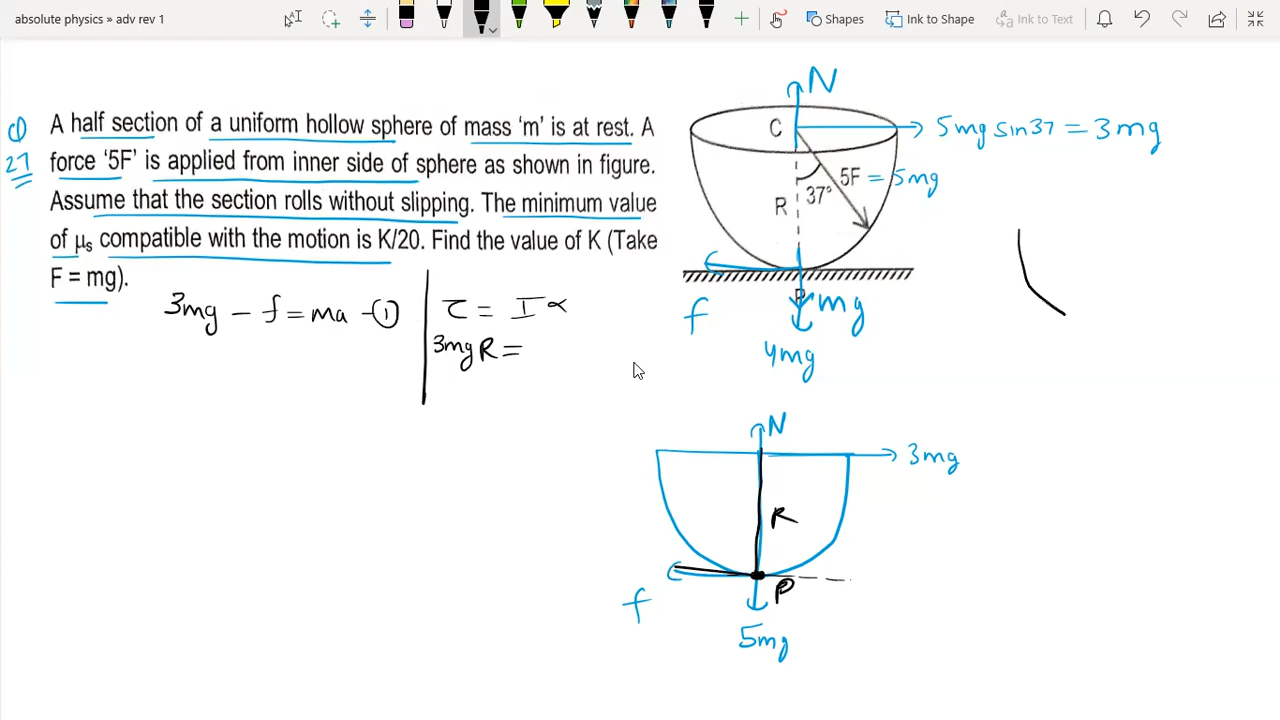 absolute physics » adv rev 1
Shapes
Ink to Shape
Ink to Text
Q 27
A half section of a uniform hollow sphere of mass 'm' is at rest. A
force '5F' is applied from inner side of sphere as shown in figure.
Assume that the section rolls without slipping. The minimum value
of μs compatible with the motion is K/20. Find the value of K (Take
F = mg).
N
C
5mg sin37 = 3mg
5F = 5mg
R
37°
f
mg
4mg
3mg – f = ma –①
τ = I α
3mg R =
N
3mg
R
P
f
5mg